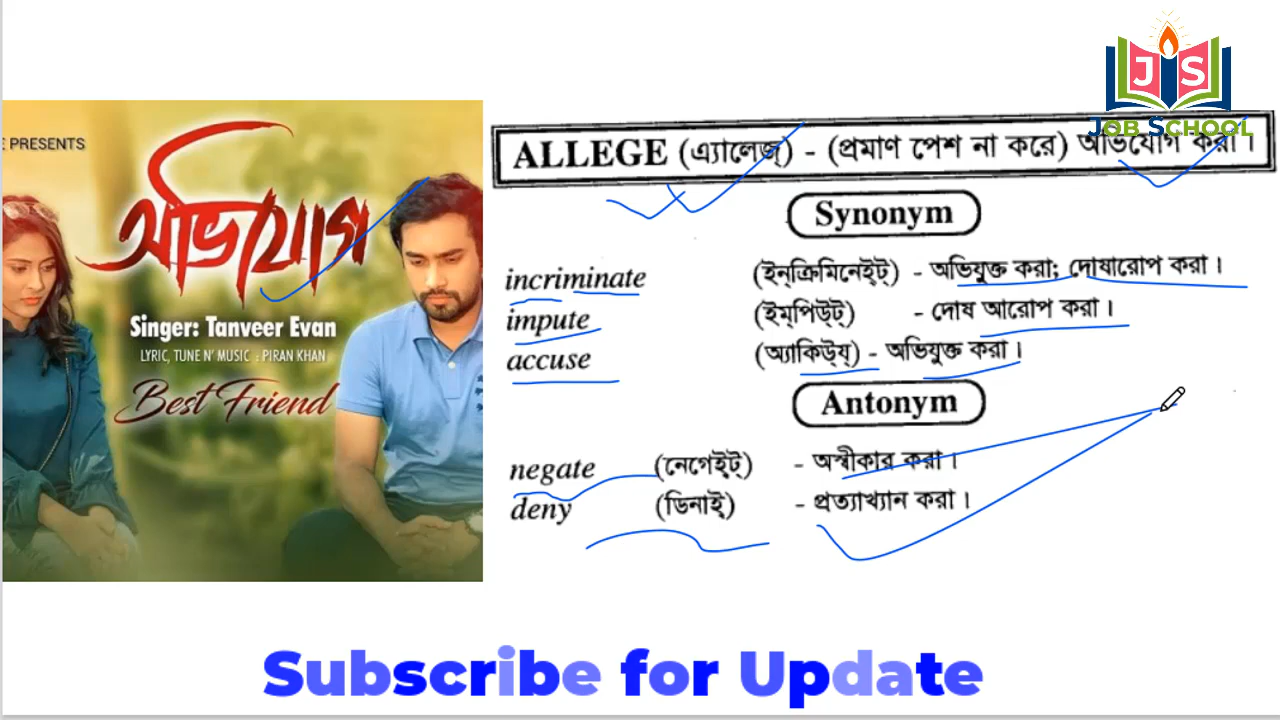 E PRESENTS
অভিযোগ
Singer: Tanveer Evan
LYRIC, TUNE N' MUSIC : PIRAN KHAN
Best Friend
JS
JOB SCHOOL
ALLEGE (এ্যালেজ্) - (প্রমাণ পেশ না করে) অভিযোগ করা।
Synonym
incriminate (ইন্‌ক্রিমিনেইট্) - অভিযুক্ত করা; দোষারোপ করা।
impute (ইম্‌পিউট্) - দোষ আরোপ করা।
accuse (অ্যাকিউয্) - অভিযুক্ত করা।
Antonym
negate (নেগেইট্) - অস্বীকার করা।
deny (ডিনাই) - প্রত্যাখ্যান করা।
Subscribe for Update